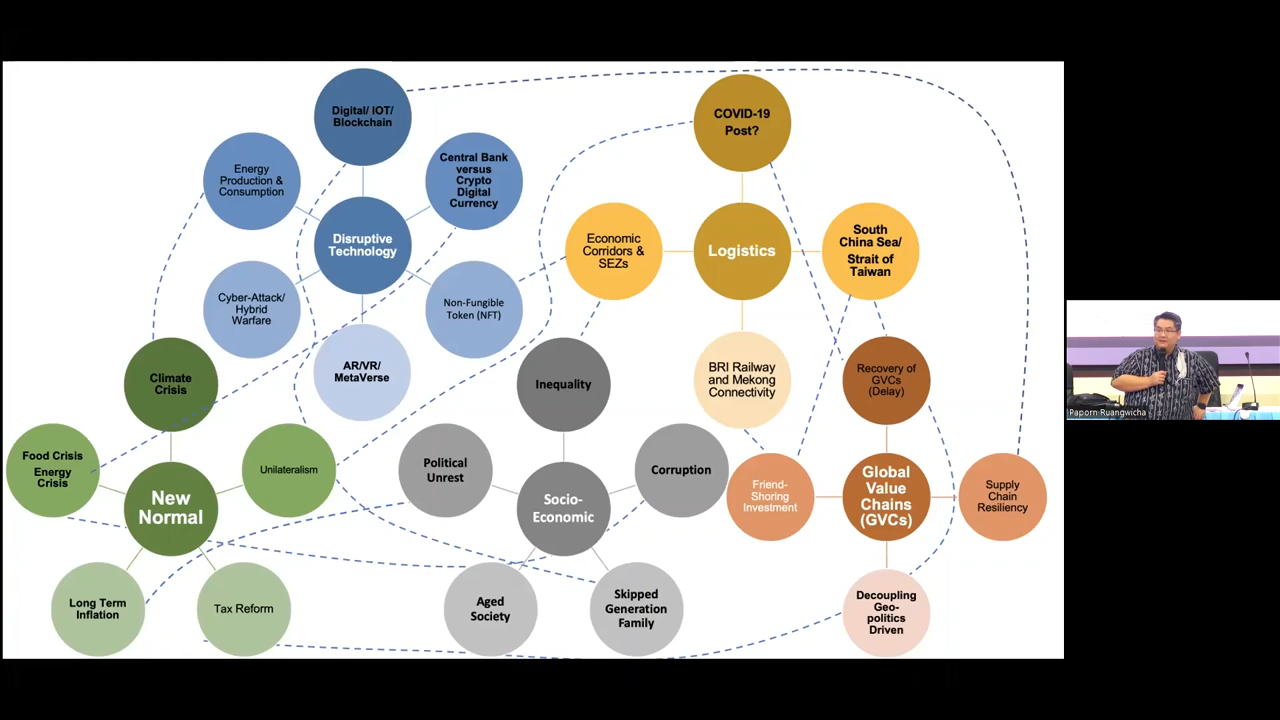 Digital/ IOT/
Blockchain
Energy
Production &
Consumption
Central Bank
versus
Crypto
Digital
Currency
Disruptive
Technology
Cyber-Attack/
Hybrid
Warfare
Non-Fungible
Token (NFT)
AR/VR/
MetaVerse
COVID-19
Post?
Economic
Corridors &
SEZs
Logistics
South
China Sea/
Strait of
Taiwan
BRI Railway
and Mekong
Connectivity
Climate
Crisis
Food Crisis
Energy
Crisis
Unilateralism
New
Normal
Long Term
Inflation
Tax Reform
Inequality
Political
Unrest
Corruption
Socio-
Economic
Aged
Society
Skipped
Generation
Family
Recovery of
GVCs
(Delay)
Friend-
Shoring
Investment
Global
Value
Chains
(GVCs)
Supply
Chain
Resiliency
Decoupling
Geo-
politics
Driven
Paporn Ruangwicha